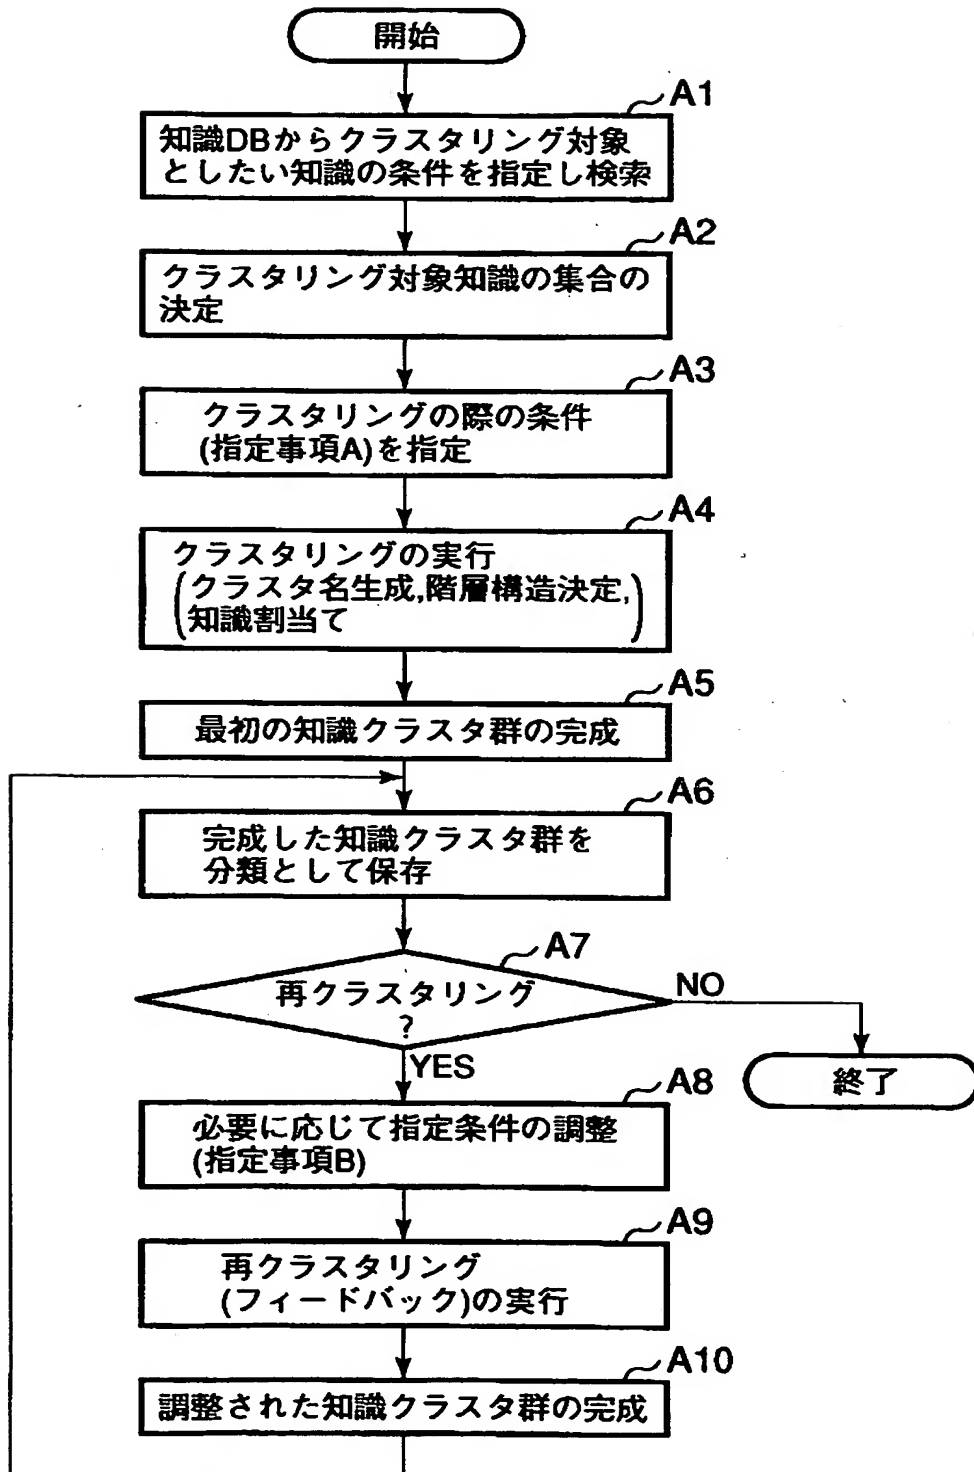 開始
A1
知識DBからクラスタリング対象
としたい知識の条件を指定し検索
A2
クラスタリング対象知識の集合の
決定
A3
クラスタリングの際の条件
(指定事項A)を指定
A4
クラスタリングの実行
(クラスタ名生成,階層構造決定,
知識割当て)
A5
最初の知識クラスタ群の完成
A6
完成した知識クラスタ群を
分類として保存
A7
再クラスタリング
?
NO
YES
終了
A8
必要に応じて指定条件の調整
(指定事項B)
A9
再クラスタリング
(フィードバック)の実行
A10
調整された知識クラスタ群の完成